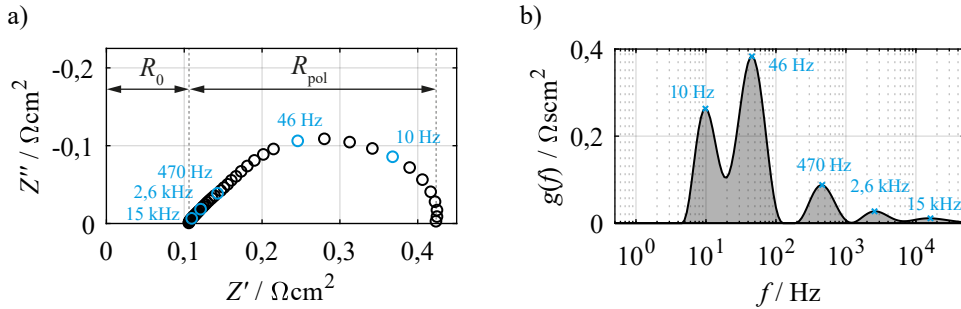 a)
R0
Rpol
46 Hz
10 Hz
470 Hz
2,6 kHz
15 kHz
-0,2
-0,1
0
Z'' / Ωcm²
0
0,1
0,2
0,3
0,4
Z' / Ωcm²
b)
46 Hz
10 Hz
470 Hz
2,6 kHz
15 kHz
0,4
0,2
0
g(f) / Ωscm²
10⁰
10¹
10²
10³
10⁴
f / Hz